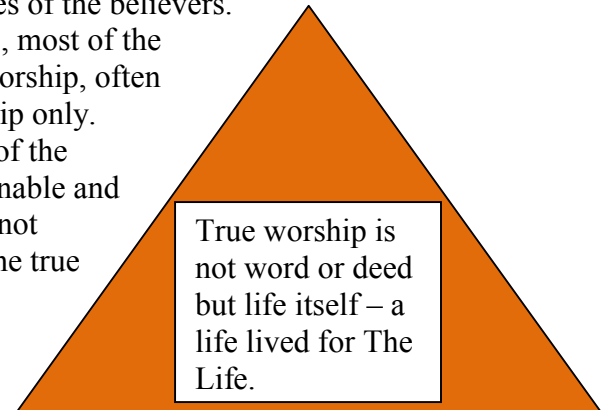 es of the believers.
, most of the
orship, often
ip only.
of the
nable and
not
he true
True worship is
not word or deed
but life itself – a
life lived for The
Life.